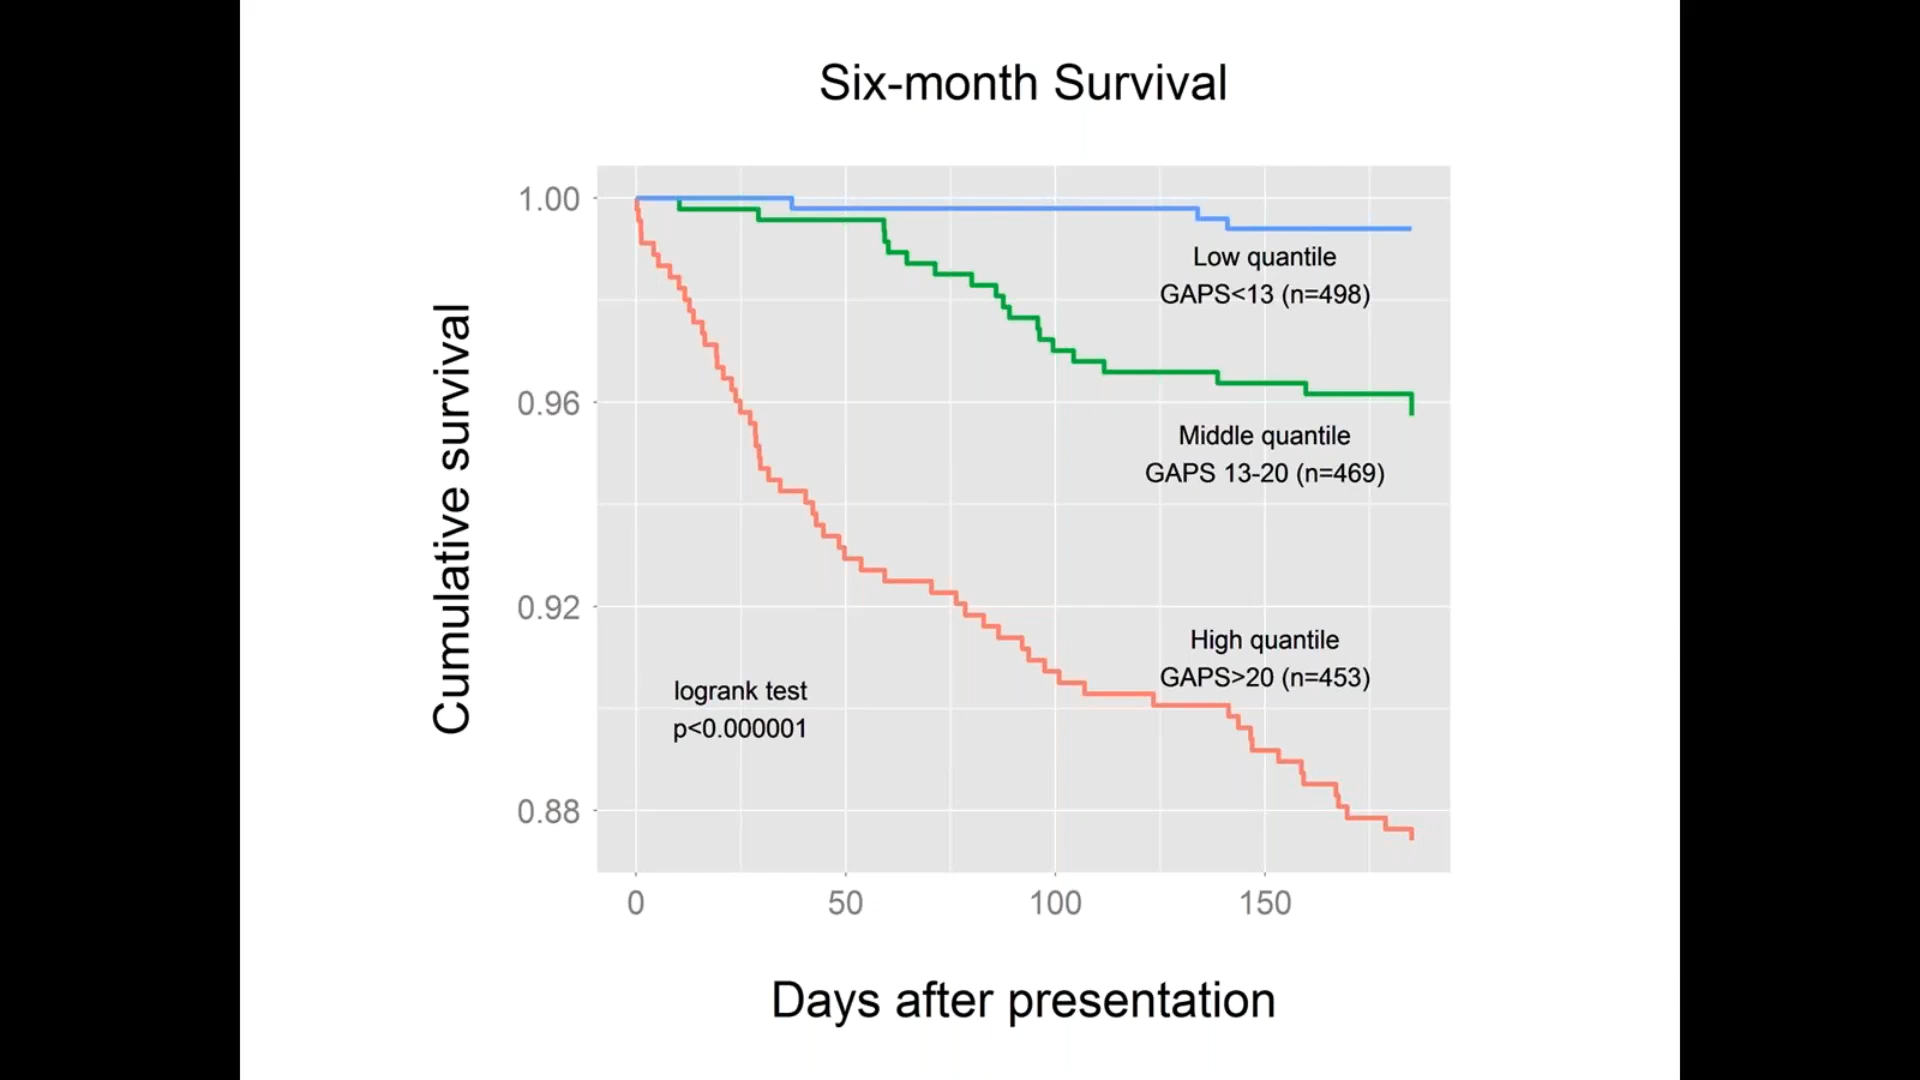 Six-month Survival
Cumulative survival
1.00
0.96
0.92
0.88
Low quantile
GAPS<13 (n=498)
Middle quantile
GAPS 13-20 (n=469)
High quantile
GAPS>20 (n=453)
logrank test
p<0.000001
0 50 100 150
Days after presentation